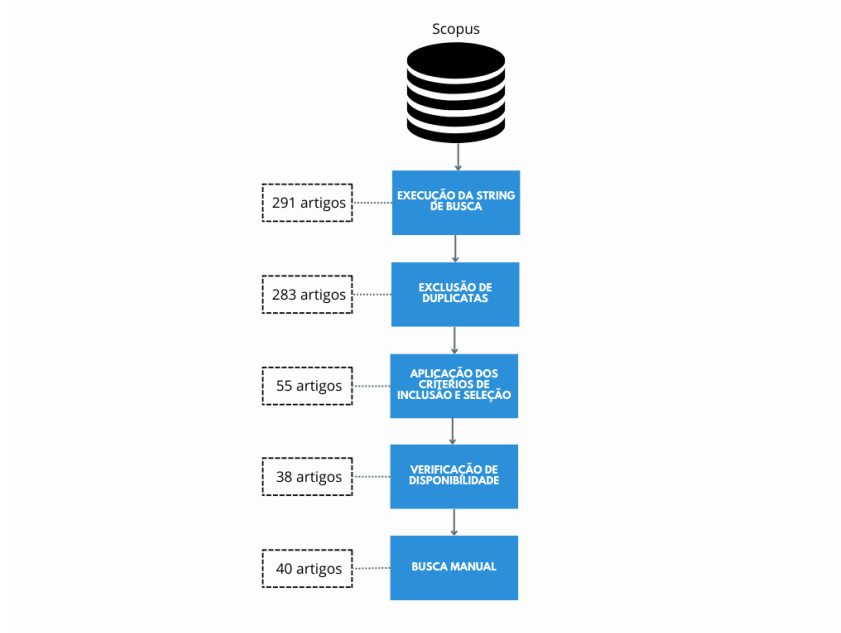 Scopus
291 artigos
EXECUÇÃO DA STRING
DE BUSCA
283 artigos
EXCLUSÃO DE
DUPLICATAS
55 artigos
APLICAÇÃO DOS
CRITÉRIOS DE
INCLUSÃO E SELEÇÃO
38 artigos
VERIFICAÇÃO DE
DISPONIBILIDADE
40 artigos
BUSCA MANUAL